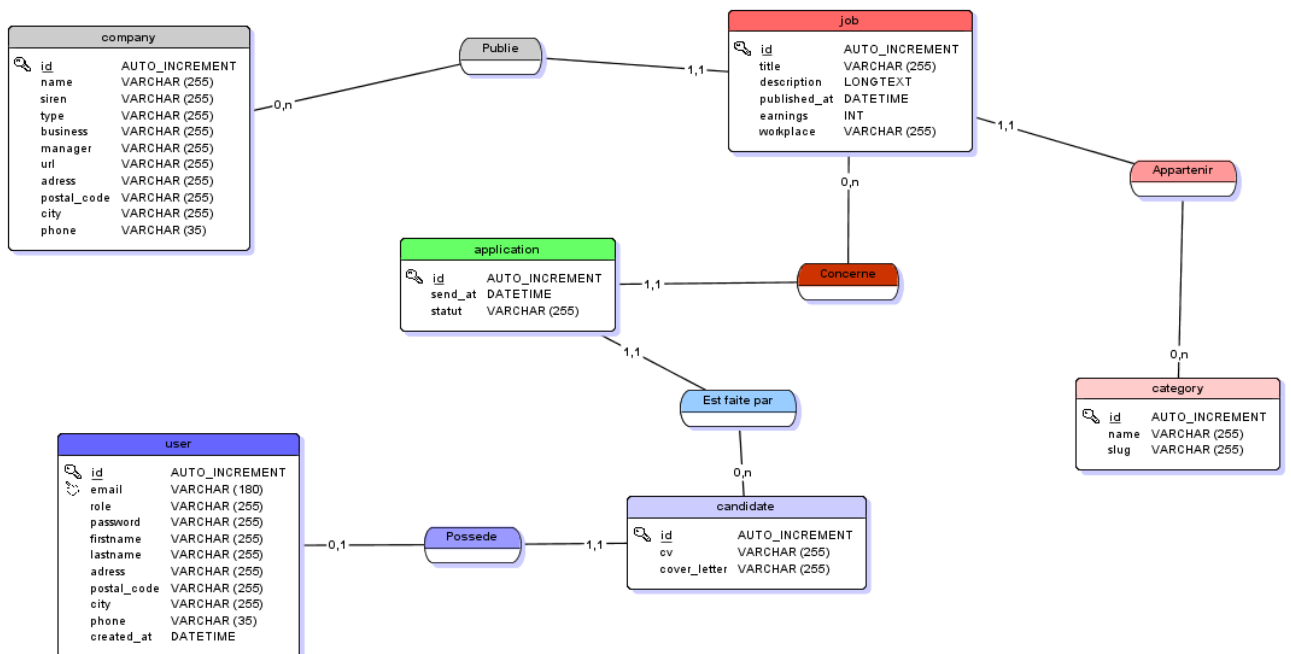 company
id AUTO_INCREMENT
name VARCHAR (255)
siren VARCHAR (255)
type VARCHAR (255)
business VARCHAR (255)
manager VARCHAR (255)
url VARCHAR (255)
adress VARCHAR (255)
postal_code VARCHAR (255)
city VARCHAR (255)
phone VARCHAR (35)
0,n
Publie
1,1
job
id AUTO_INCREMENT
title VARCHAR (255)
description LONGTEXT
published_at DATETIME
earnings INT
workplace VARCHAR (255)
1,1
Appartenir
0,n
0,n
application
id AUTO_INCREMENT
send_at DATETIME
statut VARCHAR (255)
1,1
Concerne
1,1
Est faite par
0,n
category
id AUTO_INCREMENT
name VARCHAR (255)
slug VARCHAR (255)
user
id AUTO_INCREMENT
email VARCHAR (180)
role VARCHAR (255)
password VARCHAR (255)
firstname VARCHAR (255)
lastname VARCHAR (255)
adress VARCHAR (255)
postal_code VARCHAR (255)
city VARCHAR (255)
phone VARCHAR (35)
created_at DATETIME
0,1
Possede
1,1
candidate
id AUTO_INCREMENT
cv VARCHAR (255)
cover_letter VARCHAR (255)